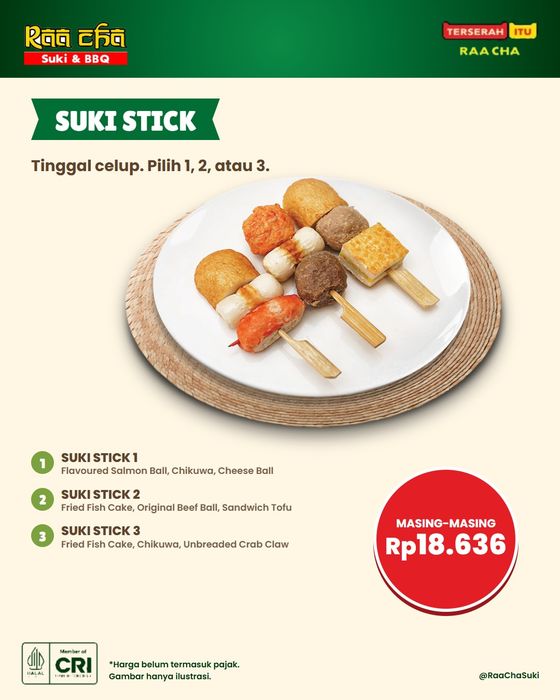 Raa cha
Suki & BBQ
TERSERAH ITU
RAA CHA
SUKI STICK
Tinggal celup. Pilih 1, 2, atau 3.
1 SUKI STICK 1
Flavoured Salmon Ball, Chikuwa, Cheese Ball
2 SUKI STICK 2
Fried Fish Cake, Original Beef Ball, Sandwich Tofu
3 SUKI STICK 3
Fried Fish Cake, Chikuwa, Unbreaded Crab Claw
MASING-MASING
Rp18.636
HALAL
Member of
CRI
*Harga belum termasuk pajak.
Gambar hanya ilustrasi.
@RaaChaSuki